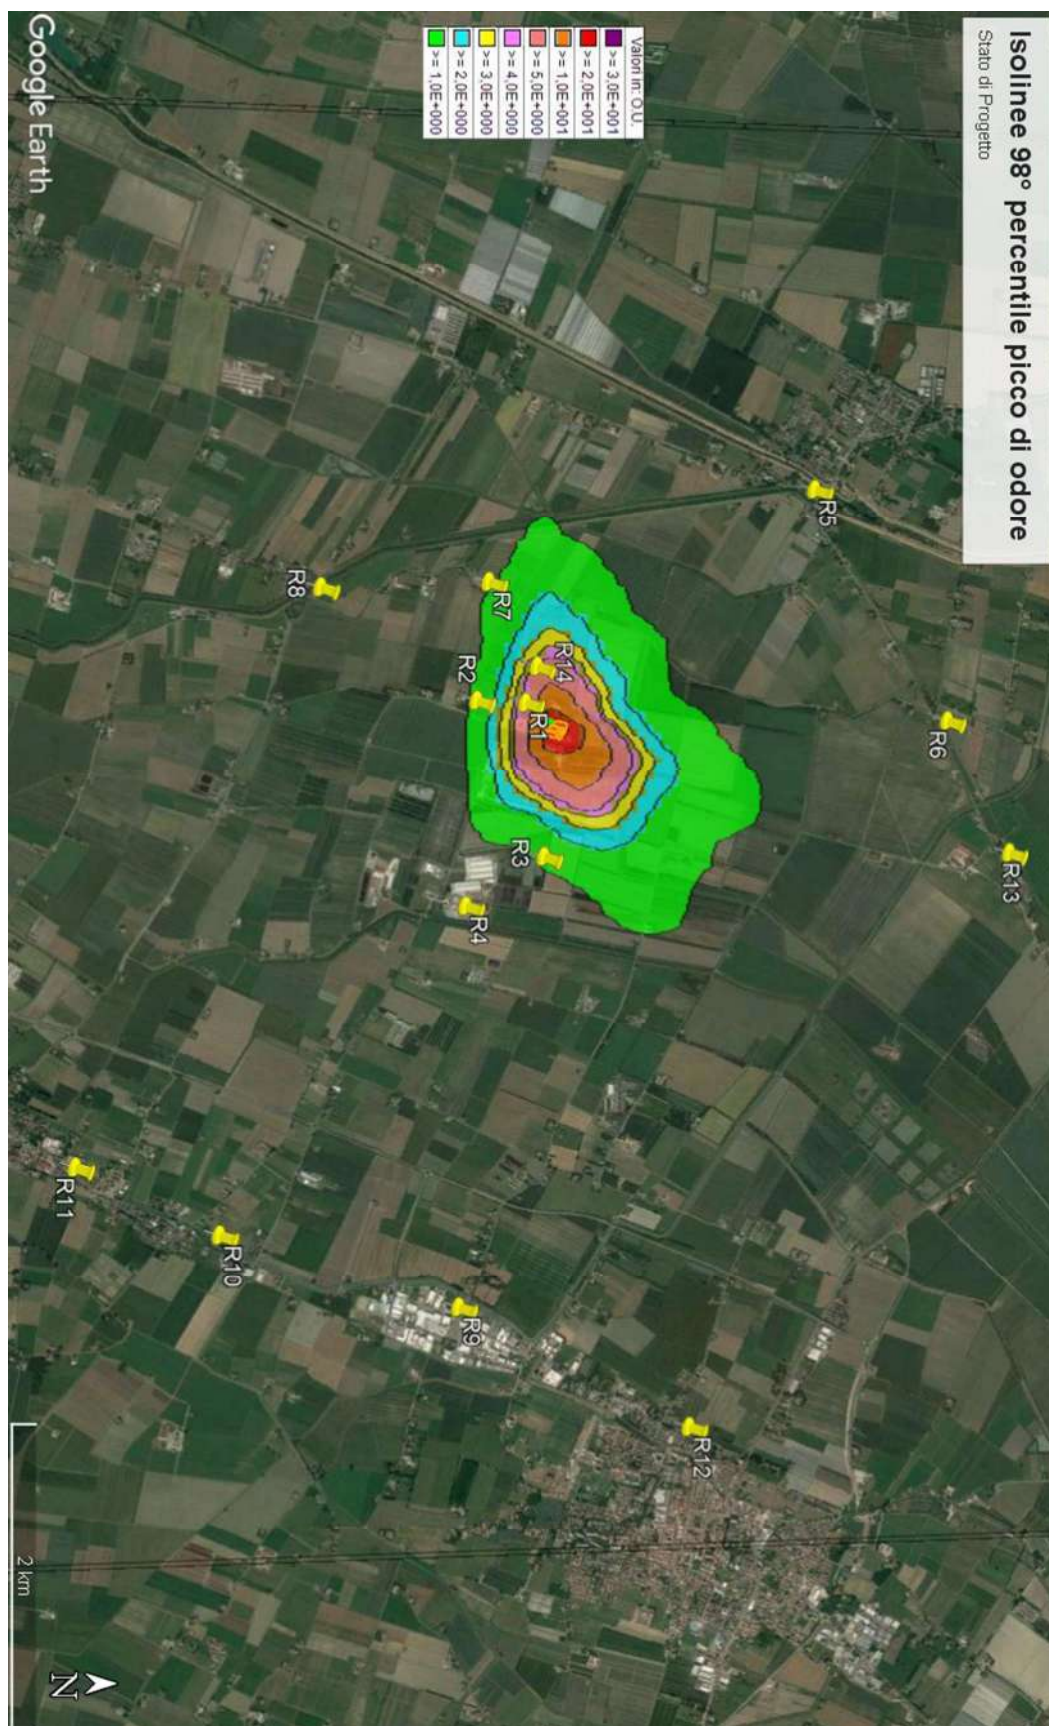 Isolinee 98° percentile picco di odore
Stato di Progetto
Valori in: O.U.
>= 3,0E+001
>= 2,0E+001
>= 1,0E+001
>= 5,0E+000
>= 4,0E+000
>= 3,0E+000
>= 2,0E+000
>= 1,0E+000
R13
R6
R5
R12
R14
R3
R1
R7
R2
R4
R9
R8
R10
R11
Google Earth
2 km
N